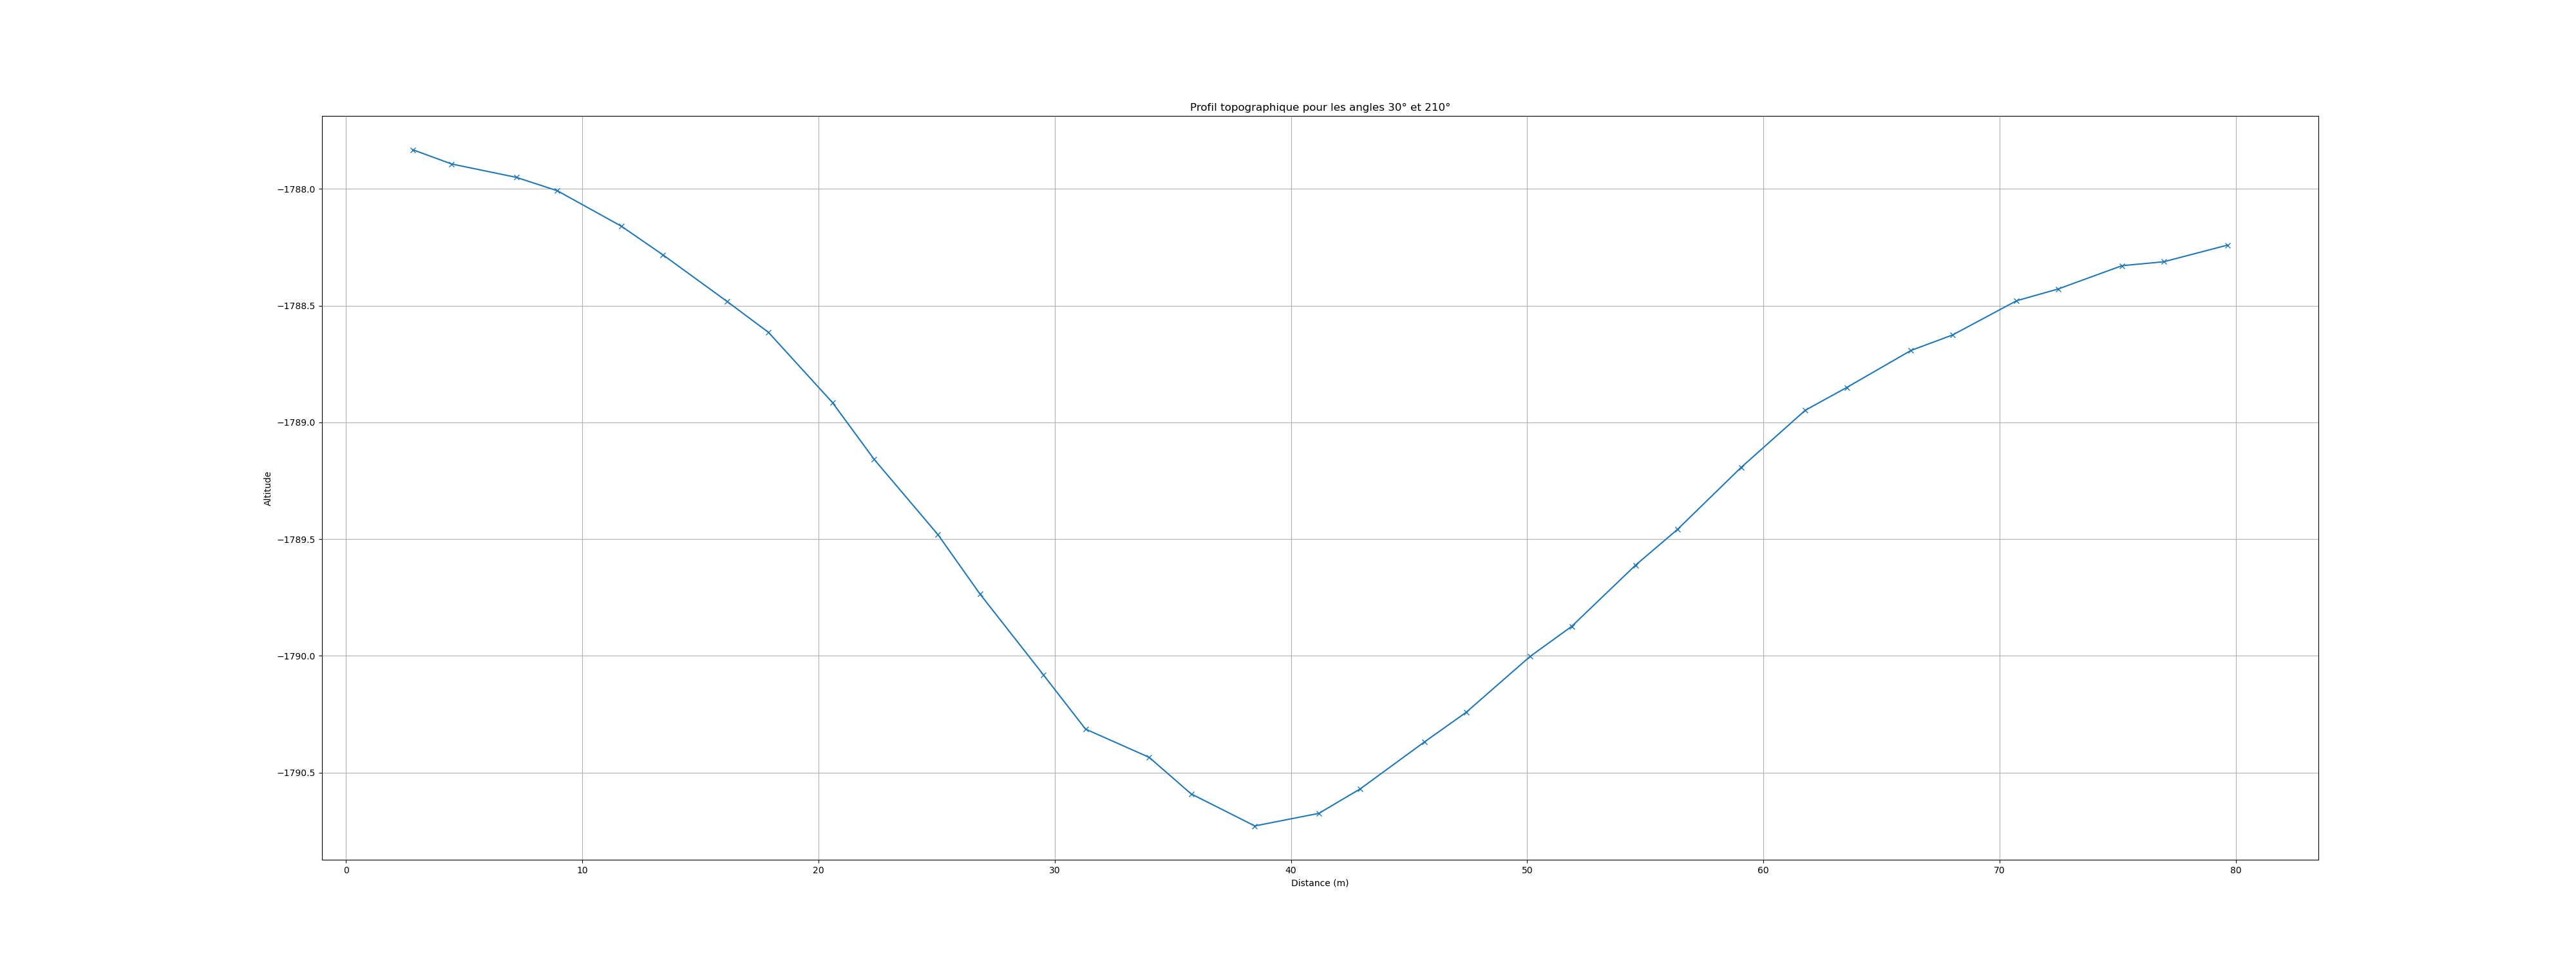 Profil topographique pour les angles 30° et 210°
Altitude
−1788.0
−1788.5
−1789.0
−1789.5
−1790.0
−1790.5
0 10 20 30 40 50 60 70 80
Distance (m)